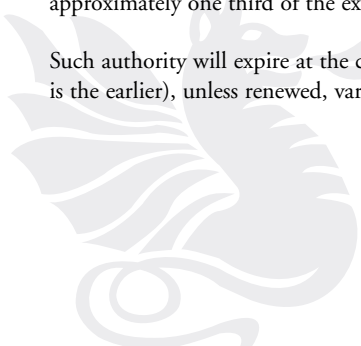 approximately one third of the ex
Such authority will expire at the
is the earlier), unless renewed, var